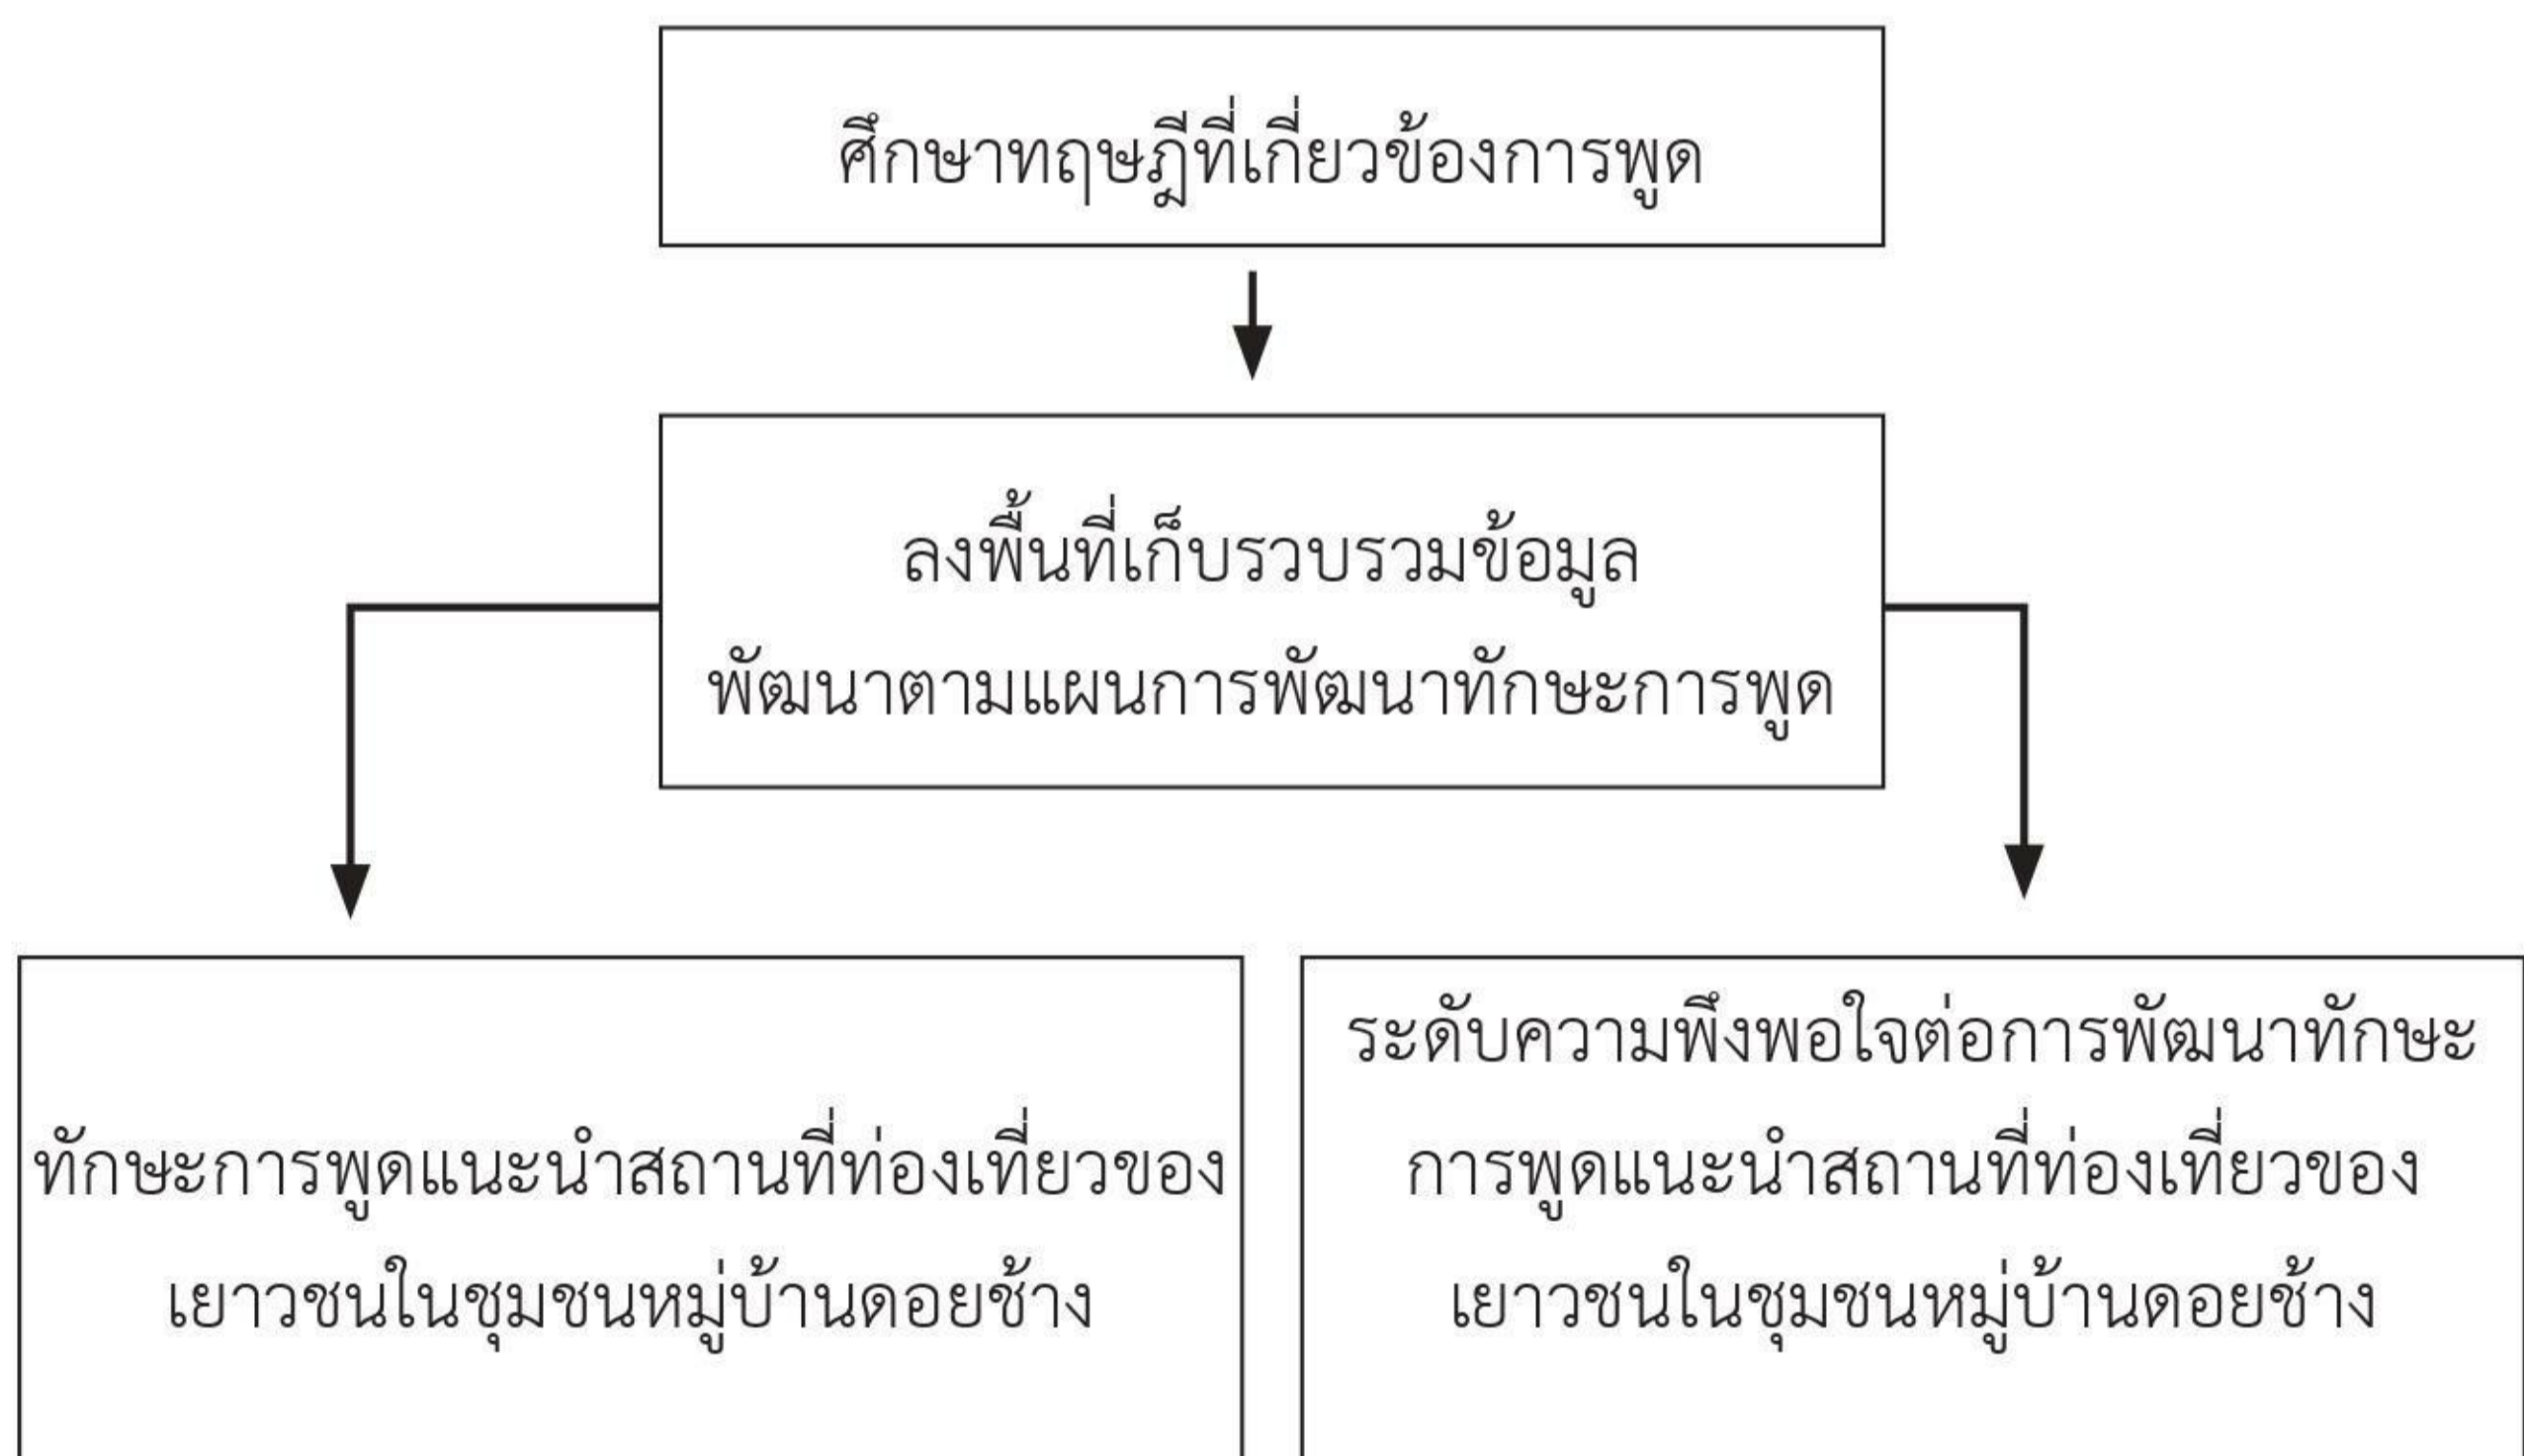 ศึกษาทฤษฎีที่เกี่ยวข้องการพูด
ลงพื้นที่เก็บรวบรวมข้อมูล
พัฒนาตามแผนการพัฒนาทักษะการพูด
ทักษะการพูดแนะนำสถานที่ท่องเที่ยวของ
เยาวชนในชุมชนหมู่บ้านดอยช้าง
ระดับความพึงพอใจต่อการพัฒนาทักษะ
การพูดแนะนำสถานที่ท่องเที่ยวของ
เยาวชนในชุมชนหมู่บ้านดอยช้าง